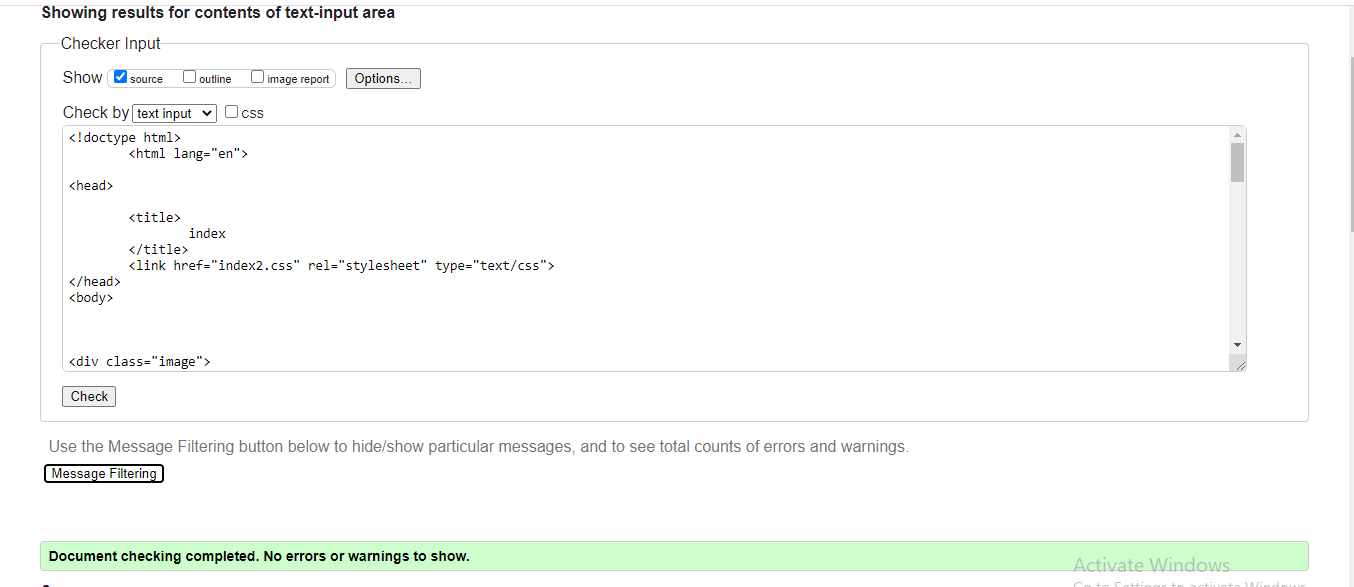 Showing results for contents of text-input area
Checker Input
Show source outline image report Options...
Check by text input css
<!doctype html>
<html lang="en">
<head>
<title>
index
</title>
<link href="index2.css" rel="stylesheet" type="text/css">
</head>
<body>
<div class="image">
Check
Use the Message Filtering button below to hide/show particular messages, and to see total counts of errors and warnings.
Message Filtering
Document checking completed. No errors or warnings to show.
Activate Windows
Go to Settings to activate Windows